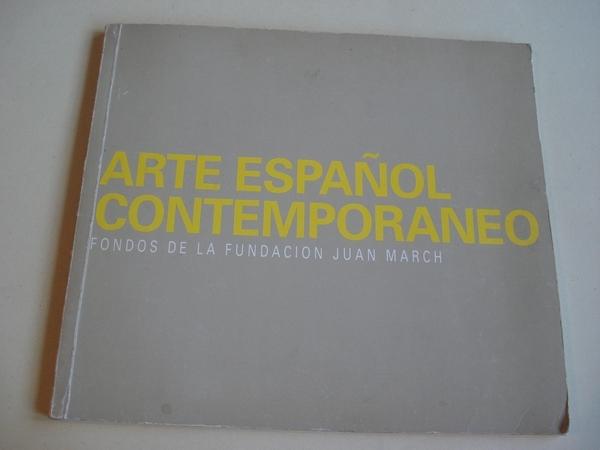 ARTE ESPAÑOL
CONTEMPORANEO
FONDOS DE LA FUNDACION JUAN MARCH